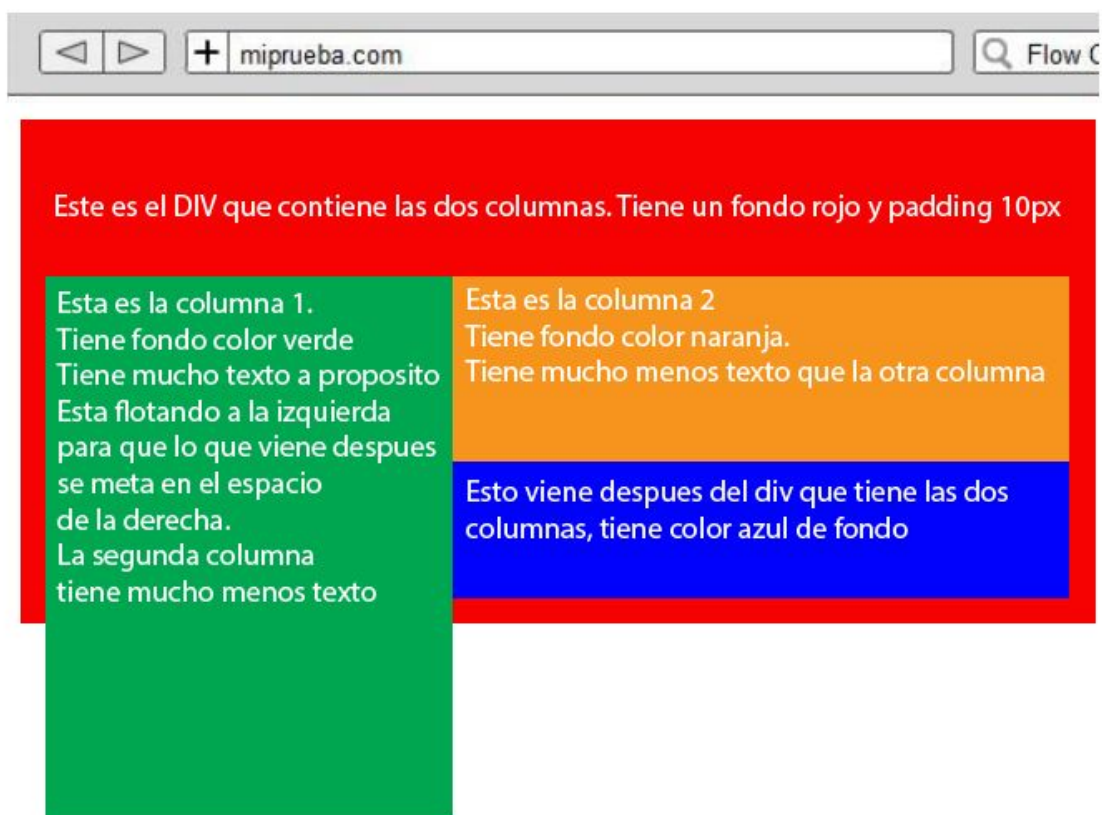 miprueba.com
Flow
Este es el DIV que contiene las dos columnas. Tiene un fondo rojo y padding 10px
Esta es la columna 1.
Tiene fondo color verde
Tiene mucho texto a proposito
Esta flotando a la izquierda
para que lo que viene despues
se meta en el espacio
de la derecha.
La segunda columna
tiene mucho menos texto
Esta es la columna 2
Tiene fondo color naranja.
Tiene mucho menos texto que la otra columna
Esto viene despues del div que tiene las dos
columnas, tiene color azul de fondo